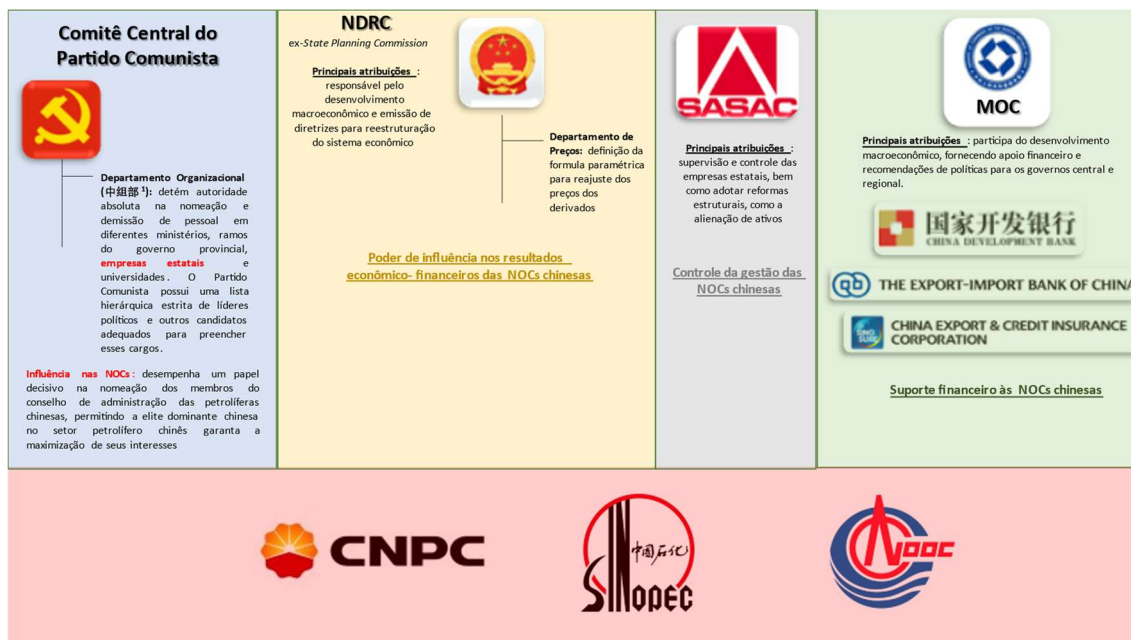 Comitê Central do
Partido Comunista
Departamento Organizacional
(中组部¹): detém autoridade
absoluta na nomeação e
demissão de pessoal em
diferentes ministérios, ramos
do governo provincial,
empresas estatais e
universidades. O Partido
Comunista possui uma lista
hierárquica estrita de líderes
políticos e outros candidatos
adequados para preencher
esses cargos.
Influência nas NOCs: desempenha um papel
decisivo na nomeação dos membros do
conselho de administração das petrolíferas
chinesas, permitindo a elite dominante chinesa
no setor petrolífero chinês garanta a
maximização de seus interesses
NDRC
ex-State Planning Commission
Principais atribuições :
responsável pelo
desenvolvimento
macroeconômico e emissão de
diretrizes para reestruturação
do sistema econômico
Departamento de
Preços: definição da
formula paramétrica
para reajuste dos
preços dos
derivados
Poder de influência nos resultados
econômico- financeiros das NOCs chinesas
SASAC
Principais atribuições :
supervisão e controle das
empresas estatais, bem
como adotar reformas
estruturais, como a
alienação de ativos
Controle da gestão das
NOCs chinesas
MOC
Principais atribuições : participa do desenvolvimento
macroeconômico, fornecendo apoio financeiro e
recomendações de políticas para os governos central e
regional.
国家开发银行
CHINA DEVELOPMENT BANK
THE EXPORT-IMPORT BANK OF CHINA
SINO
SURE
CHINA EXPORT & CREDIT INSURANCE
CORPORATION
Suporte financeiro às NOCs chinesas
CNPC
中国石化
SINOPEC
CNOOC